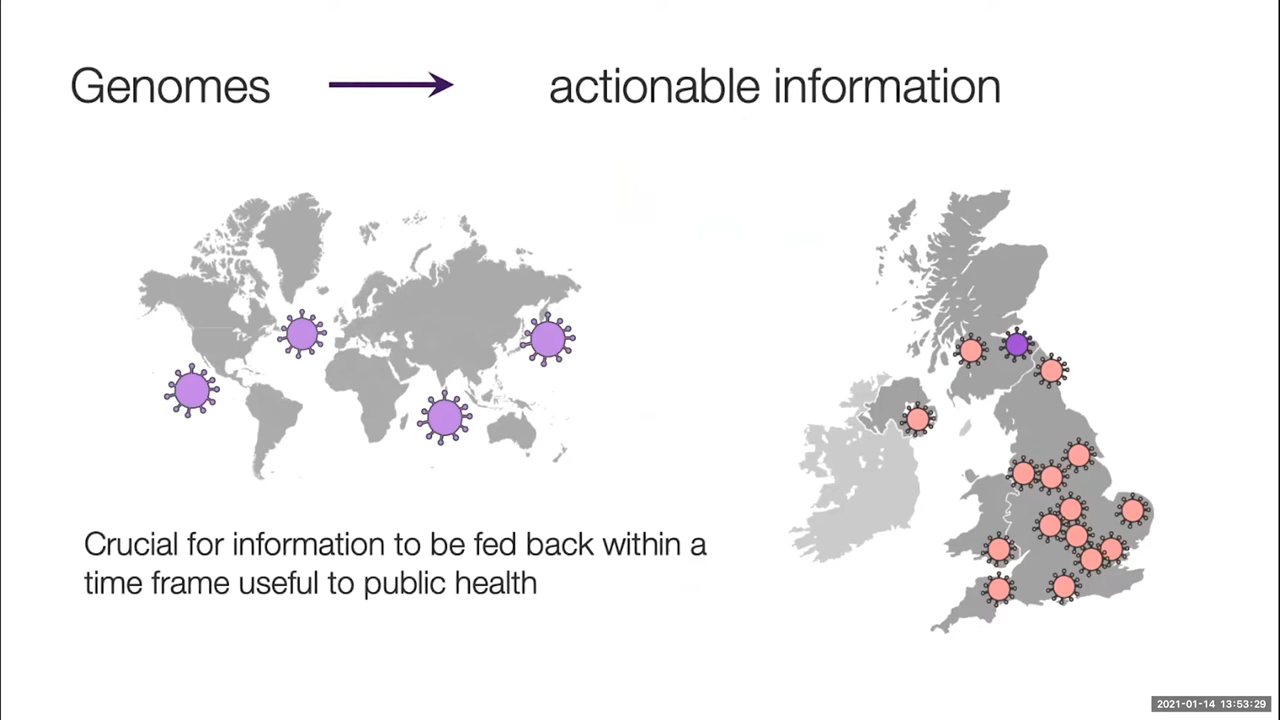 Genomes
actionable information
Crucial for information to be fed back within a
time frame useful to public health
2021-01-14 13:53:29